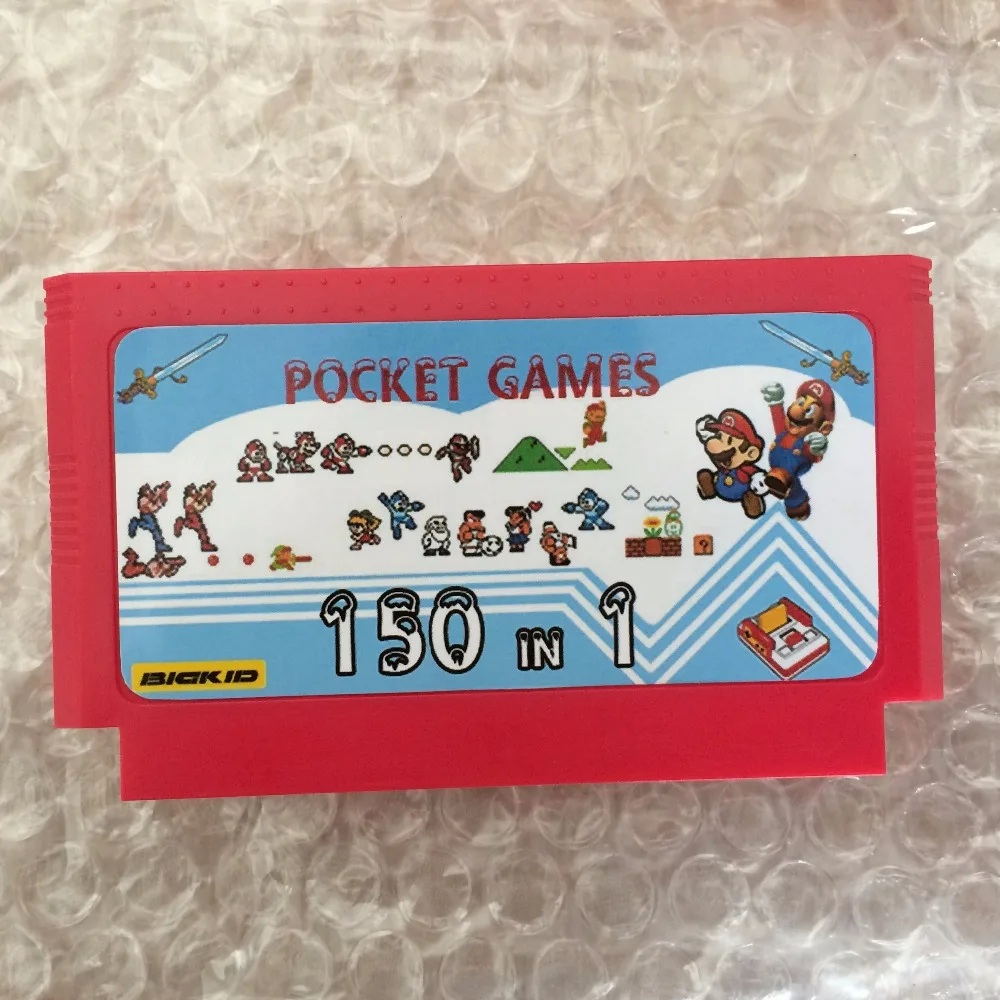 POCKET GAMES
150 IN 1
BIGKID